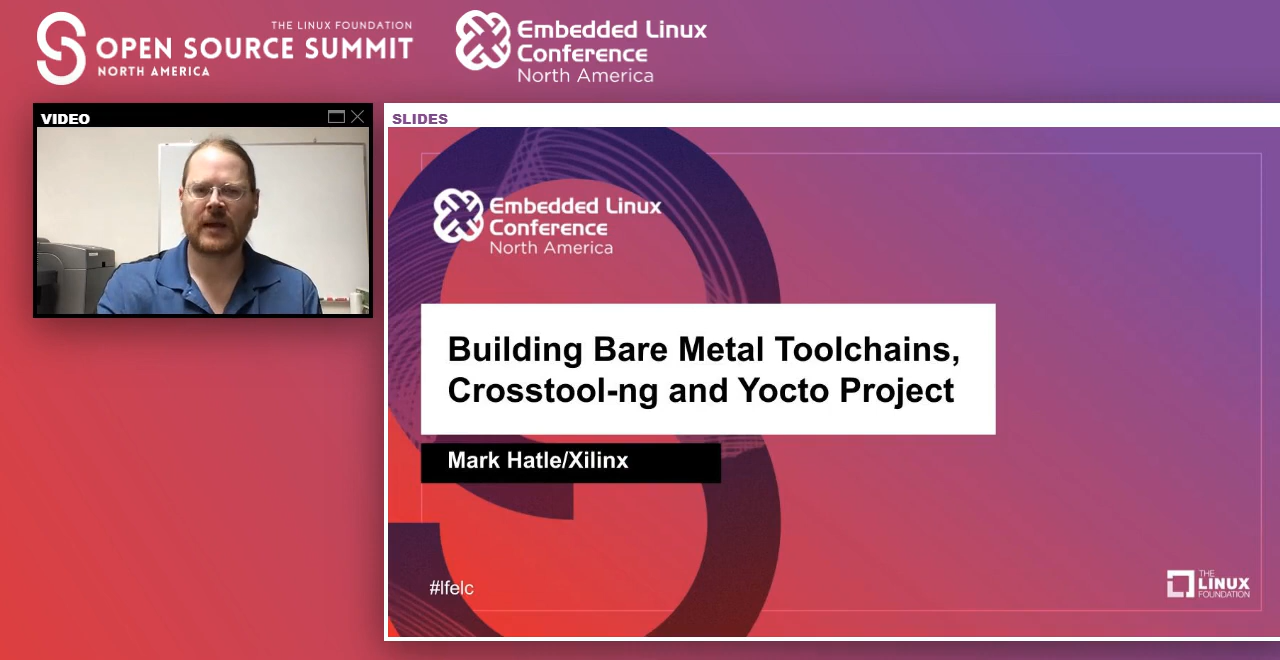 THE LINUX FOUNDATION
OPEN SOURCE SUMMIT
NORTH AMERICA
Embedded Linux
Conference
North America
VIDEO
SLIDES
Embedded Linux
Conference
North America
Building Bare Metal Toolchains,
Crosstool-ng and Yocto Project
Mark Hatle/Xilinx
#lfelc
THE
LINUX
FOUNDATION